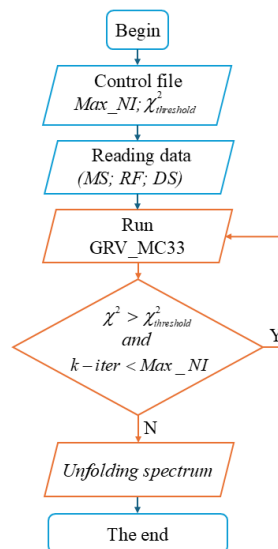 Begin
Control file
Max_NI; χ²threshold
Reading data
(MS; RF; DS)
Run
GRV_MC33
χ² > χ²threshold
and
Y
k−iter < Max_NI
N
Unfolding spectrum
The end